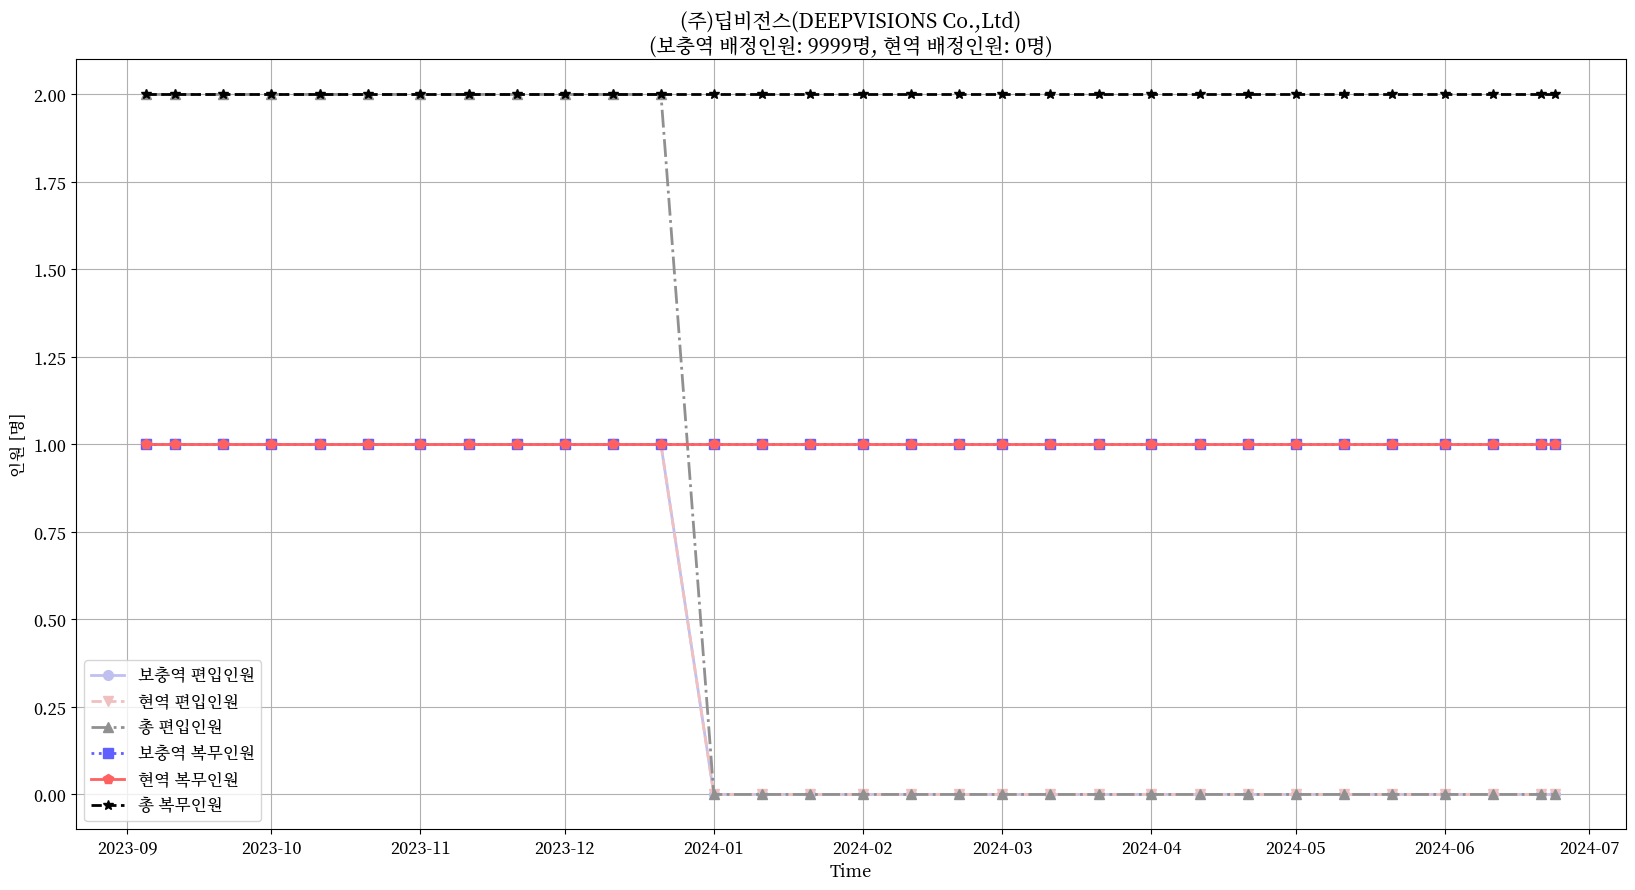 (주)딥비전스(DEEPVISIONS Co.,Ltd)
(보충역 배정인원: 9999명, 현역 배정인원: 0명)
인원 [명]
2.00
1.75
1.50
1.25
1.00
0.75
0.50
0.25
0.00
보충역 편입인원
현역 편입인원
총 편입인원
보충역 복무인원
현역 복무인원
총 복무인원
2023-09
2023-10
2023-11
2023-12
2024-01
2024-02
2024-03
2024-04
2024-05
2024-06
2024-07
Time